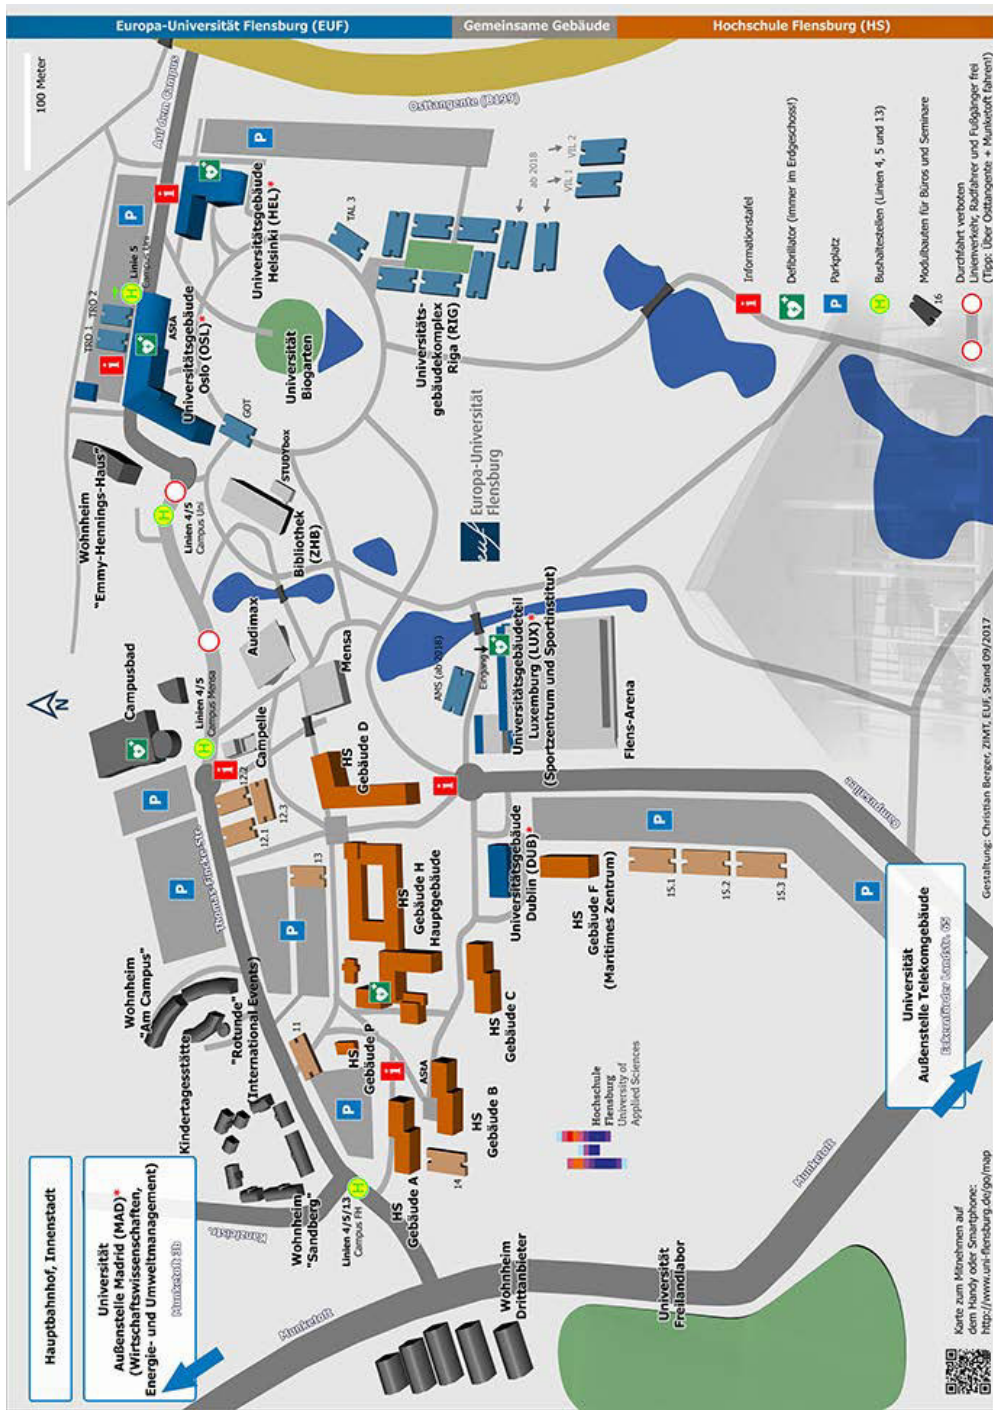 Europa-Universität Flensburg (EUF)
Gemeinsame Gebäude
Hochschule Flensburg (HS)
Hauptbahnhof, Innenstadt
Universität
Außenstelle Madrid (MAD)*
(Wirtschaftswissenschaften,
Energie- und Umweltmanagement)
Munketoft 3b
Kanzleistr.
Munketoft
Wohnheim
"Sandberg"
Kindertagesstätte
"Rotunde"
(International Events)
Wohnheim
"Am Campus"
Thomas-Fincke-Str.
P
P
Campusbad
N
Linien 4/5
Campus Mensa
H
i
Campelle
12.2
12.1
12.3
Audimax
Mensa
Wohnheim
"Emmy-Hennings-Haus"
H
Linien 4/5
Campus Uni
Bibliothek
(ZHB)
STUDYbox
GOT
TRO 1
TRO 2
i
H
Linie 5
Campus Uni
AStA
Universitätsgebäude
Oslo (OSL)*
P
i
Auf dem Campus
100 Meter
Universitätsgebäude
Helsinki (HEL)*
P
Osttangente (B199)
TAL 3
Universität
Biogarten
Universitäts-
gebäudekomplex
Riga (RIG)
ab 2018
VIL 1
VIL 2
Linien 4/5/13
Campus FH
H
P
11
P
13
HS
Gebäude A
14
HS
Gebäude P
i
AStA
HS
Gebäude B
HS
Gebäude C
HS
Gebäude H
Hauptgebäude
HS
Gebäude D
i
Universitätsgebäude
Dublin (DUB)*
HS
Gebäude F
(Maritimes Zentrum)
P
15.1
15.2
15.3
P
Campusallee
AMS (ab 2018)
Eingang
Universitätsgebäudeteil
Luxemburg (LUX)*
(Sportzentrum und Sportinstitut)
Flens-Arena
euf
Europa-Universität
Flensburg
Hochschule
Flensburg
University of
Applied Sciences
Wohnheim
Drittanbieter
Universität
Freilandlabor
Munketoft
Universität
Außenstelle Telekomgebäude
Eckernförder Landstr. 65
i
Informationstafel
Defibrillator (immer im Erdgeschoss!)
P
Parkplatz
H
Bushaltestellen (Linien 4, 5 und 13)
16
Modulbauten für Büros und Seminare
Durchfahrt verboten
Linienverkehr, Radfahrer und Fußgänger frei
(Tipp: Über Osttangente + Munketoft fahren!)
Karte zum Mitnehmen auf
dem Handy oder Smartphone:
http://www.uni-flensburg.de/go/map
Gestaltung: Christian Berger, ZIMT, EUF, Stand 09/2017